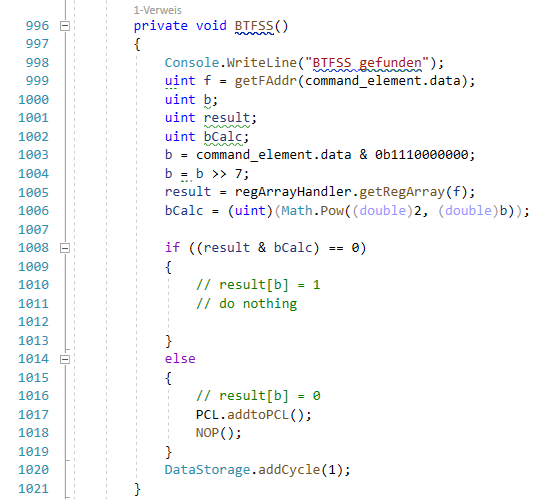 1-Verweis
996 private void BTFSS()
997 {
998 Console.WriteLine("BTFSS gefunden");
999 uint f = getFAddr(command_element.data);
1000 uint b;
1001 uint result;
1002 uint bCalc;
1003 b = command_element.data & 0b1110000000;
1004 b = b >> 7;
1005 result = regArrayHandler.getRegArray(f);
1006 bCalc = (uint)(Math.Pow((double)2, (double)b));
1007
1008 if ((result & bCalc) == 0)
1009 {
1010 // result[b] = 1
1011 // do nothing
1012
1013 }
1014 else
1015 {
1016 // result[b] = 0
1017 PCL.addtoPCL();
1018 NOP();
1019 }
1020 DataStorage.addCycle(1);
1021 }